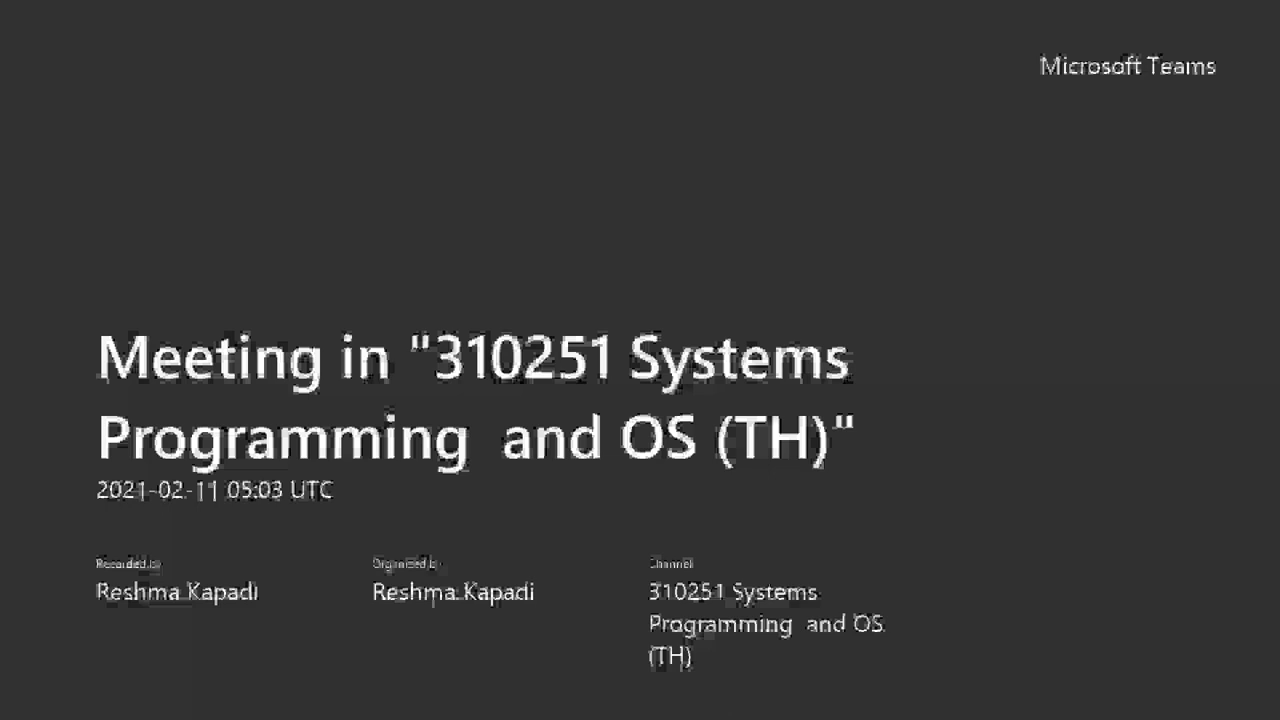 Microsoft Teams
Meeting in "310251 Systems
Programming and OS (TH)"
2021-02-11 05:03 UTC
Recorded by
Organized by
Channel
Reshma Kapadi
Reshma Kapadi
310251 Systems
Programming and OS
(TH)